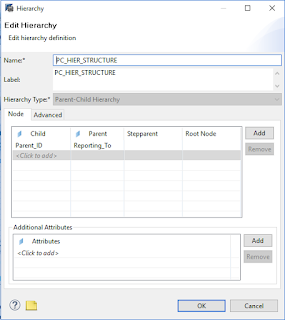 Hierarchy
Edit Hierarchy
Edit hierarchy definition
Name:* PC_HIER_STRUCTURE
Label: PC_HIER_STRUCTURE
Hierarchy Type:* Parent-Child Hierarchy
Node Advanced
Child Parent Stepparent Root Node Add
Parent_ID Reporting_To Remove
<Click to add>
Additional Attributes
Attributes Add
<Click to add> Remove
OK Cancel